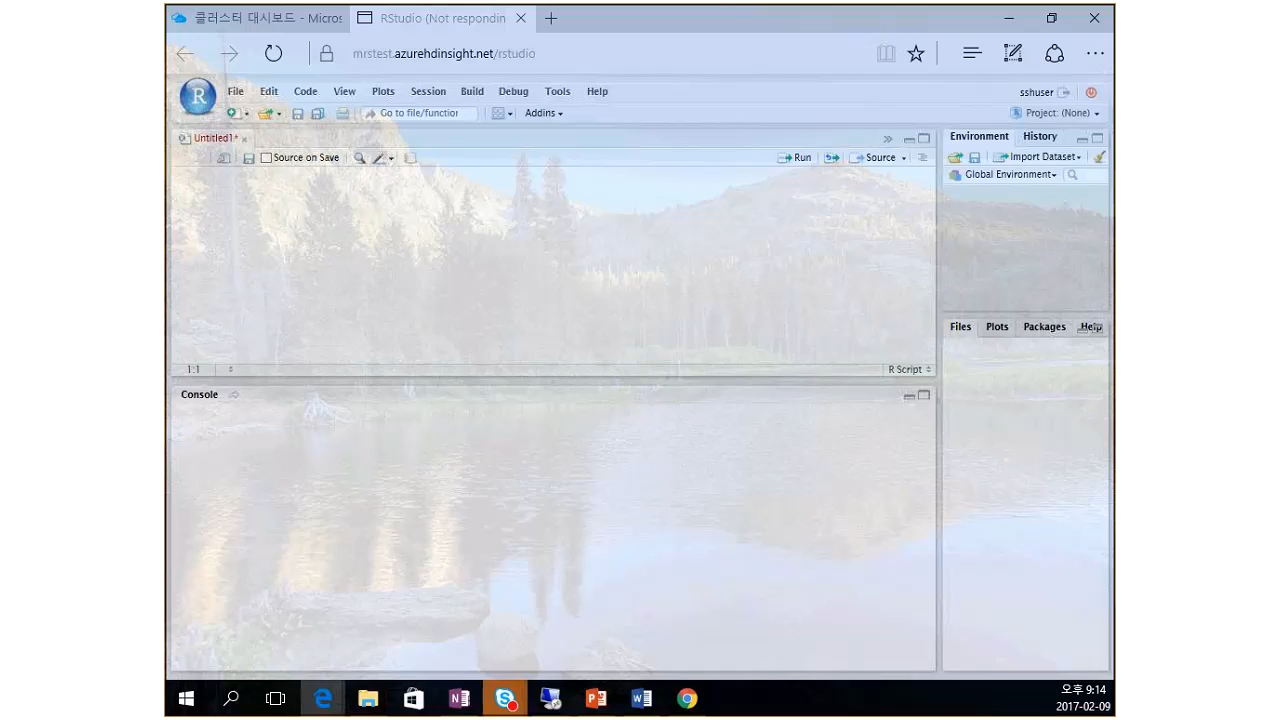 클러스터 대시보드 - Micros
RStudio (Not respondin
mrstest.azurehdinsight.net/rstudio
R
File Edit Code View Plots Session Build Debug Tools Help
sshuser
Go to file/function
Addins
Project: (None)
Untitled1*
Environment History
Source on Save
Run
Source
Import Dataset
Global Environment
Files Plots Packages Help
1:1
R Script
Console
오후 9:14
2017-02-09